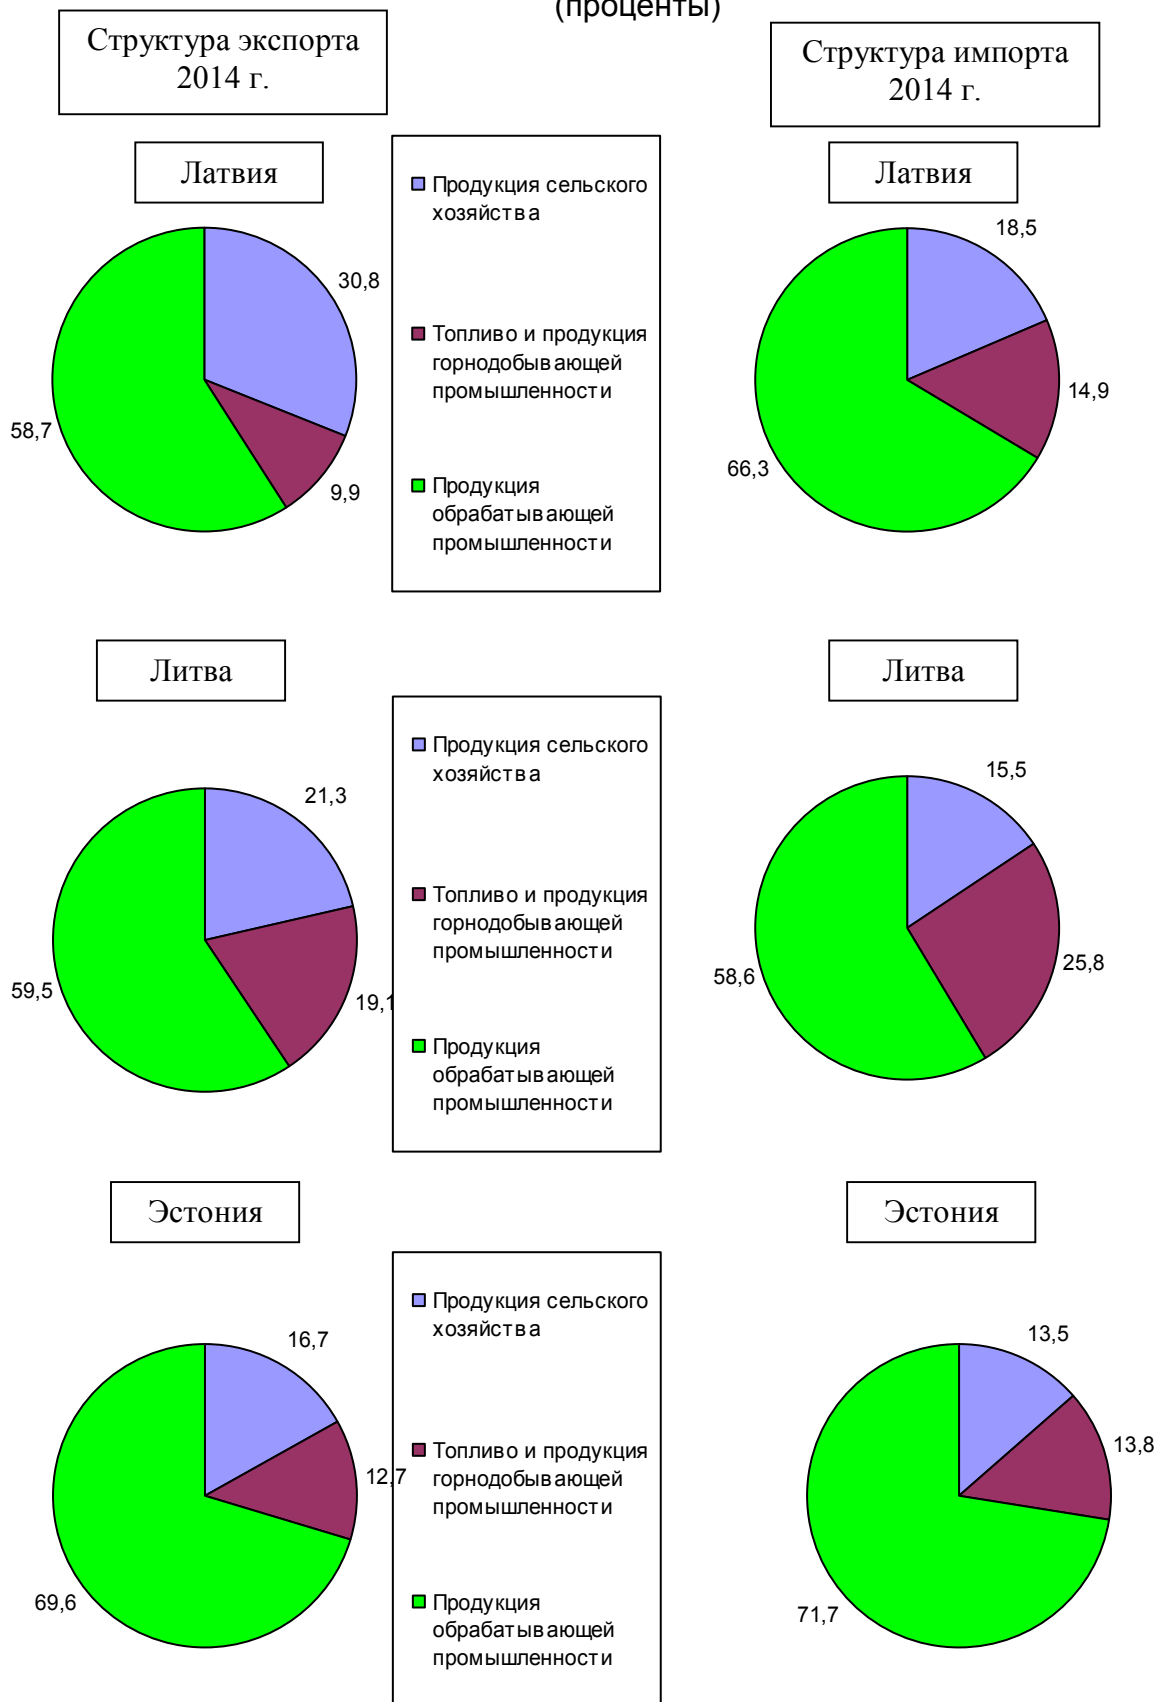 (проценты)
Структура экспорта
2014 г.
Структура импорта
2014 г.
Латвия
30,8
9,9
58,7
Продукция сельского
хозяйства
Топливо и продукция
горнодобывающей
промышленности
Продукция
обрабатывающей
промышленности
Латвия
18,5
14,9
66,3
Литва
21,3
19,1
59,5
Продукция сельского
хозяйства
Топливо и продукция
горнодобывающей
промышленности
Продукция
обрабатывающей
промышленности
Литва
15,5
25,8
58,6
Эстония
16,7
12,7
69,6
Продукция сельского
хозяйства
Топливо и продукция
горнодобывающей
промышленности
Продукция
обрабатывающей
промышленности
Эстония
13,5
13,8
71,7